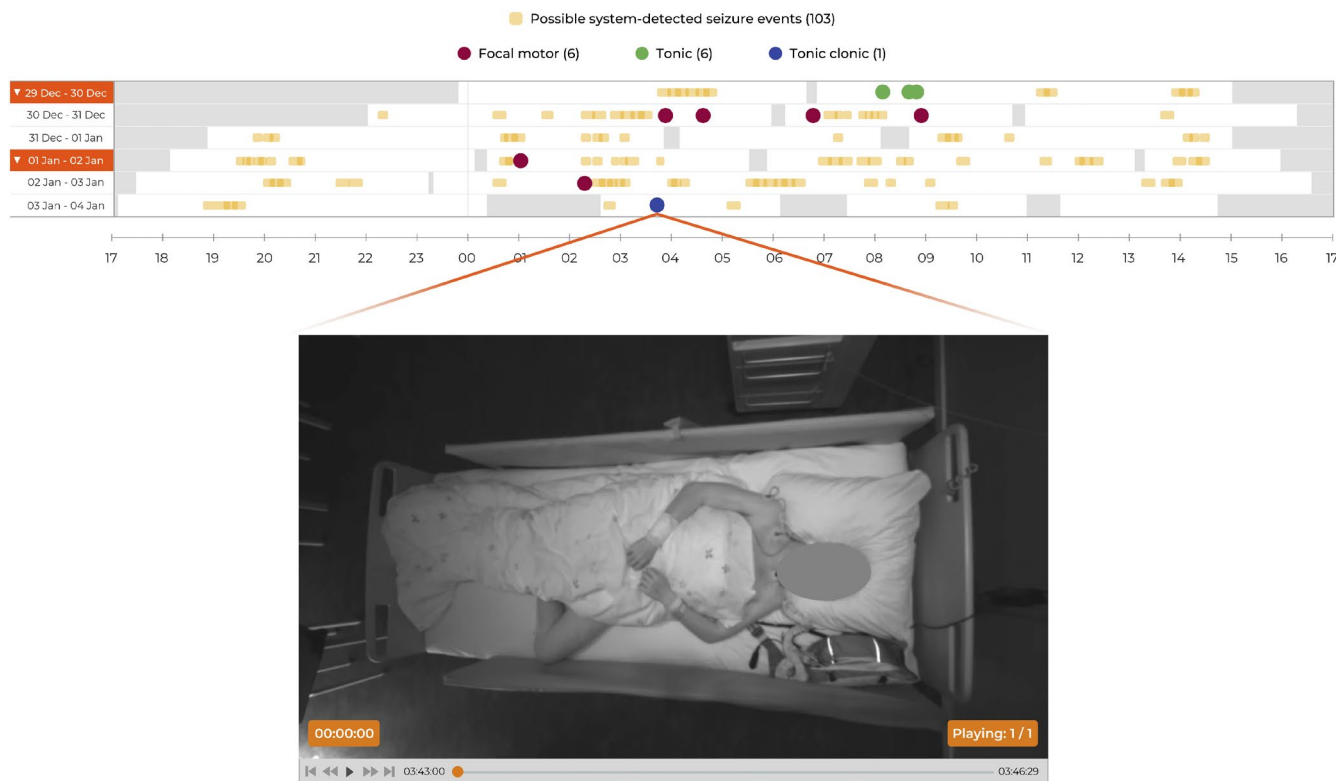 Possible system-detected seizure events (103)
Focal motor (6) Tonic (6) Tonic clonic (1)
29 Dec - 30 Dec
30 Dec - 31 Dec
31 Dec - 01 Jan
01 Jan - 02 Jan
02 Jan - 03 Jan
03 Jan - 04 Jan
17 18 19 20 21 22 23 00 01 02 03 04 05 06 07 08 09 10 11 12 13 14 15 16 17
00:00:00 Playing: 1 / 1
03:43:00 03:46:29